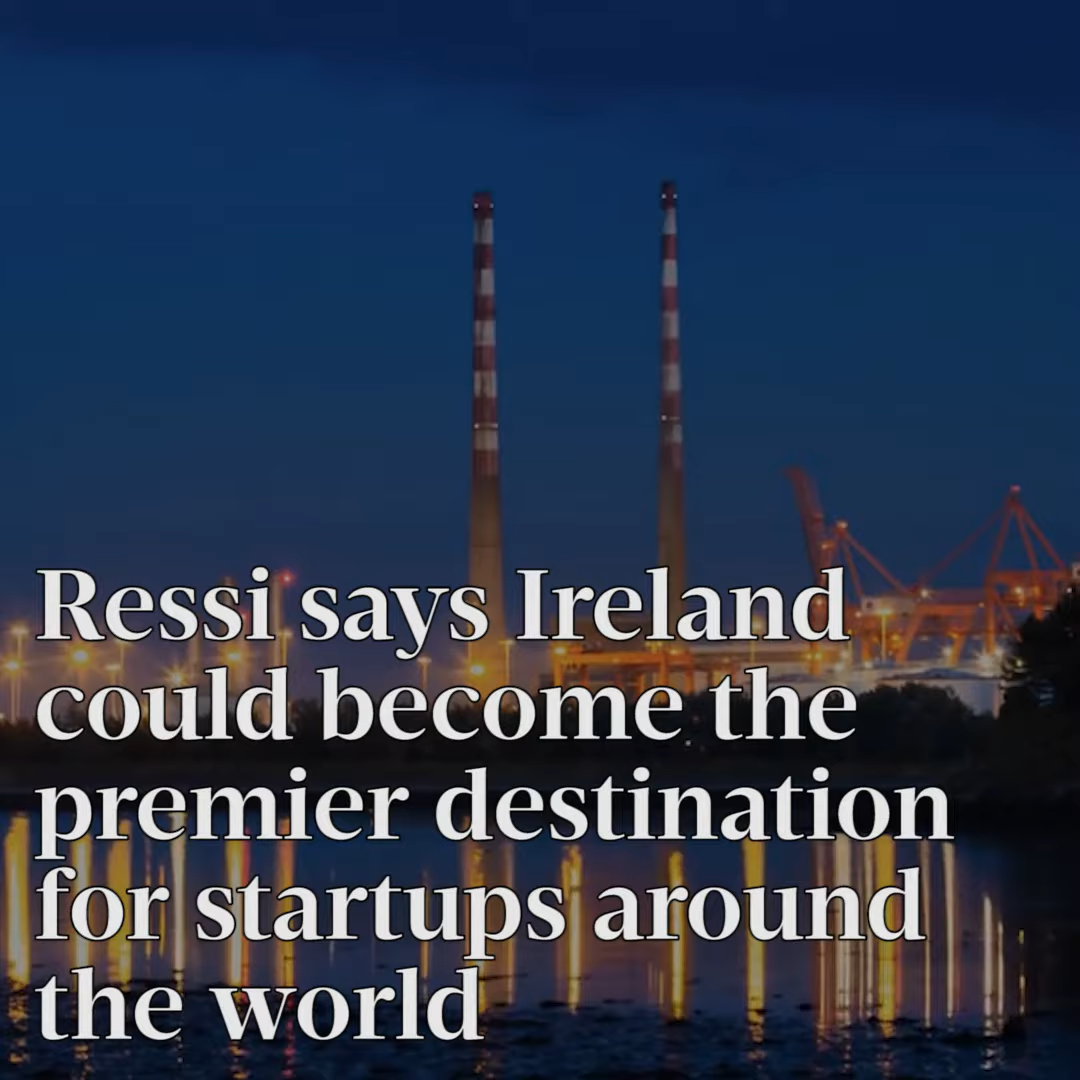 Ressi says Ireland
could become the
premier destination
for startups around
the world